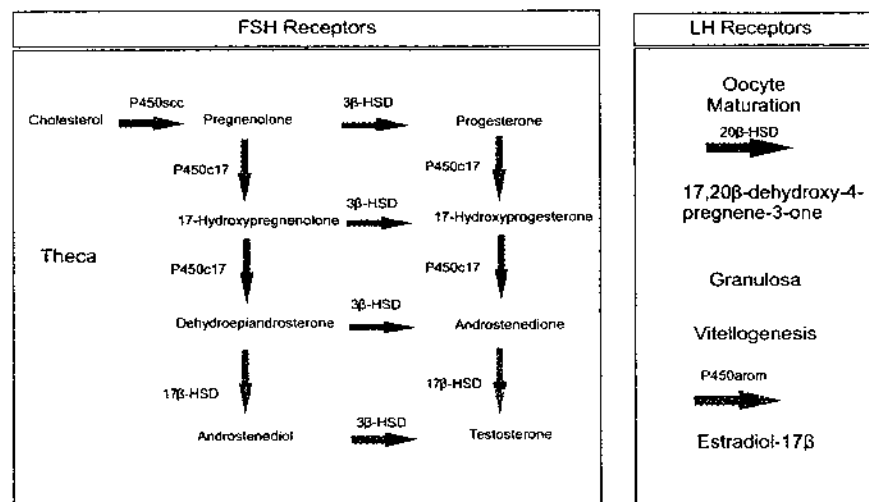 FSH Receptors
P450scc
3β-HSD
Cholesterol
Pregnenolone
Progesterone
P450c17
P450c17
3β-HSD
17-Hydroxypregnenolone
17-Hydroxyprogesterone
Theca
P450c17
P450c17
3β-HSD
Dehydroepiandrosterone
Androstenedione
17β-HSD
17β-HSD
3β-HSD
Androstenediol
Testosterone
LH Receptors
Oocyte
Maturation
20β-HSD
17,20β-dehydroxy-4-
pregnene-3-one
Granulosa
Vitellogenesis
P450arom
Estradiol-17β